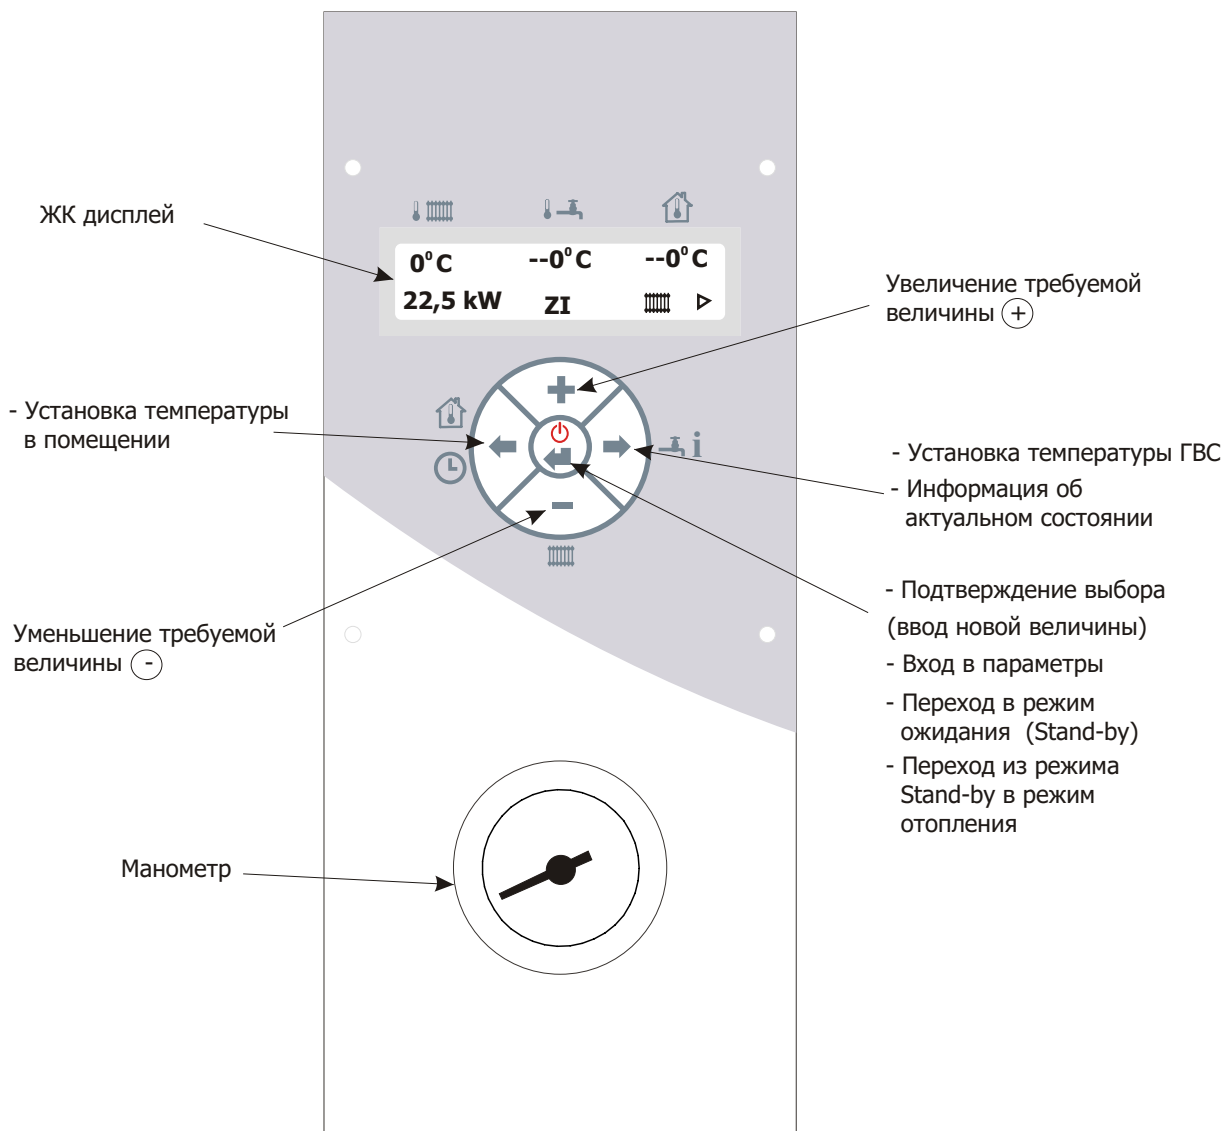 ЖК дисплей
0°C --0°C --0°C
22,5 kW ZI
Увеличение требуемой
величины +
- Установка температуры
в помещении
i
- Установка температуры ГВС
- Информация об
актуальном состоянии
- Подтверждение выбора
(ввод новой величины)
- Вход в параметры
- Переход в режим
ожидания (Stand-by)
- Переход из режима
Stand-by в режим
отопления
Уменьшение требуемой
величины -
Манометр